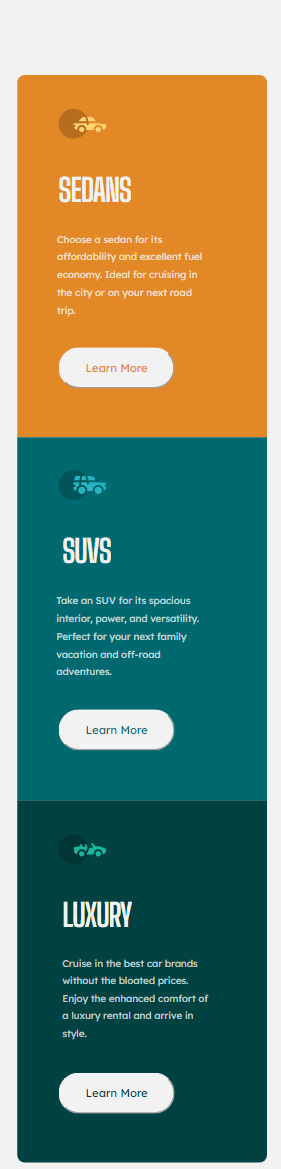 SEDANS
Choose a sedan for its
affordability and excellent fuel
economy. Ideal for cruising in
the city or on your next road
trip.
Learn More
SUVS
Take an SUV for its spacious
interior, power, and versatility.
Perfect for your next family
vacation and off-road
adventures.
Learn More
LUXURY
Cruise in the best car brands
without the bloated prices.
Enjoy the enhanced comfort of
a luxury rental and arrive in
style.
Learn More